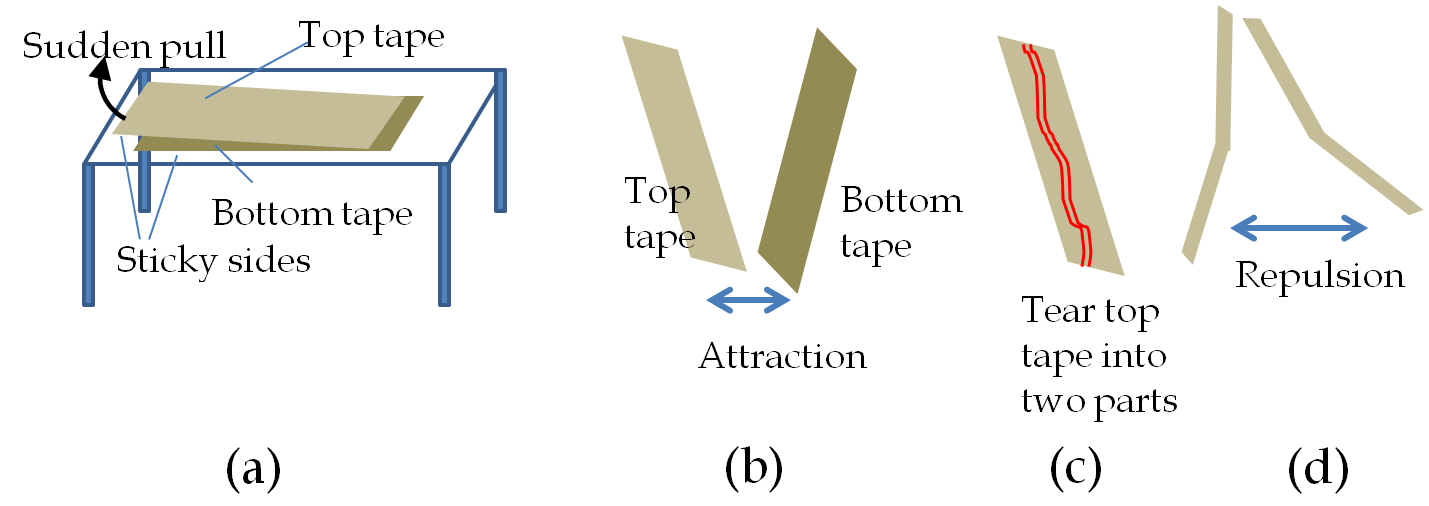 Sudden pull
Top tape
Bottom tape
Sticky sides
(a)
Top
tape
Bottom
tape
Attraction
(b)
Tear top
tape into
two parts
(c)
Repulsion
(d)